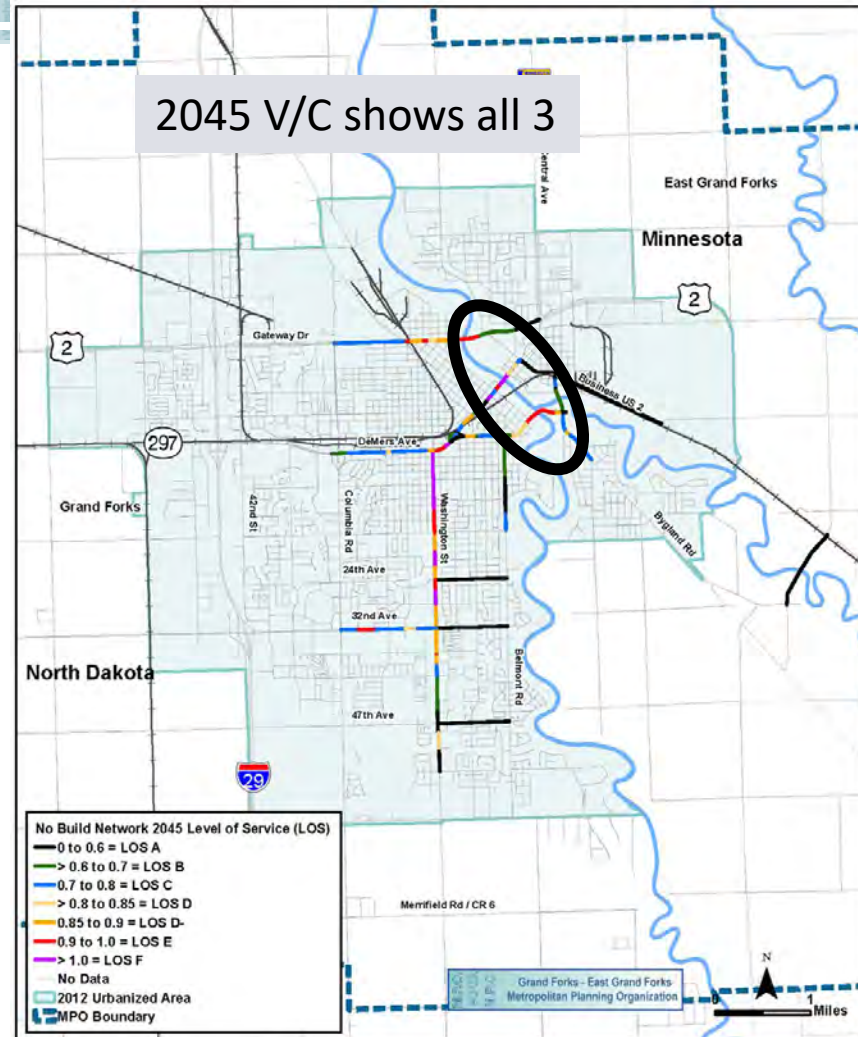 2045 V/C shows all 3
Central Ave
East Grand Forks
Minnesota
2
2
Gateway Dr
Business US 2
297
DeMers Ave
Grand Forks
42nd St
Columbia Rd
Washington St
Bygland Rd
24th Ave
32nd Ave
North Dakota
Belmont Rd
47th Ave
29
No Build Network 2045 Level of Service (LOS)
0 to 0.6 = LOS A
> 0.6 to 0.7 = LOS B
0.7 to 0.8 = LOS C
> 0.8 to 0.85 = LOS D
0.85 to 0.9 = LOS D-
0.9 to 1.0 = LOS E
> 1.0 = LOS F
No Data
2012 Urbanized Area
MPO Boundary
Merrifield Rd / CR 6
Grand Forks - East Grand Forks
Metropolitan Planning Organization
N
0 1
Miles